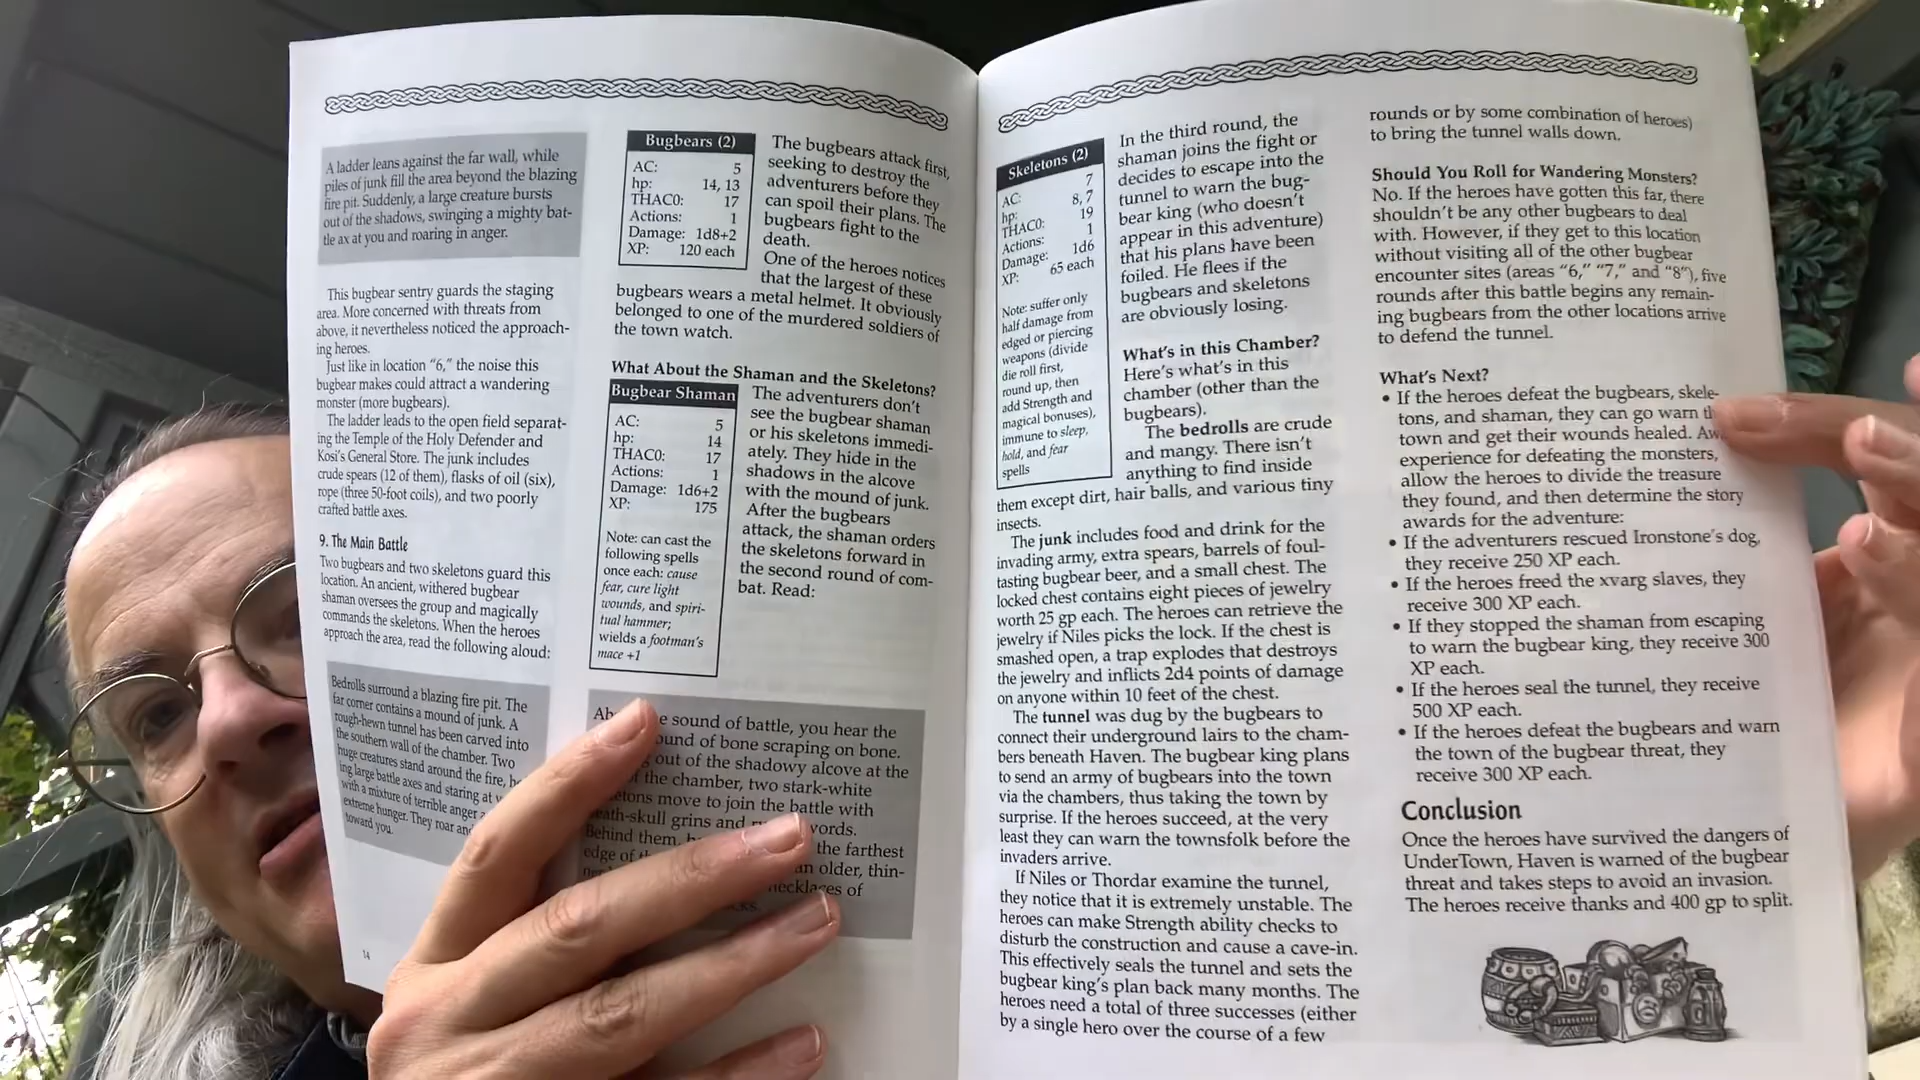 A ladder leans against the far wall, while
piles of junk fill the area beyond the blazing
fire pit. Suddenly, a large creature bursts
out of the shadows, swinging a mighty bat-
tle ax at you and roaring in anger.
This bugbear sentry guards the staging
area. More concerned with threats from
above, it nevertheless noticed the approach-
ing heroes.
Just like in location “6,” the noise this
bugbear makes could attract a wandering
monster (more bugbears).
The ladder leads to the open field separat-
ing the Temple of the Holy Defender and
Kosi's General Store. The junk includes
crude spears (12 of them), flasks of oil (six),
rope (three 50-foot coils), and two poorly
crafted battle axes.
9. The Main Battle
Two bugbears and two skeletons guard this
location. An ancient, withered bugbear
shaman oversees the group and magically
commands the skeletons. When the heroes
approach the area, read the following aloud:
Bedrolls surround a blazing fire pit. The
far corner contains a mound of junk. A
rough-hewn tunnel has been carved into
the southern wall of the chamber. Two
huge creatures stand around the fire,
ing large battle axes and staring at
with a mixture of terrible anger
extreme hunger. They roar and
toward you.
14
Bugbears (2)
AC: 5
hp: 14, 13
THAC0: 17
Actions: 1
Damage: 1d8+2
XP: 120 each
The bugbears attack first,
seeking to destroy the
adventurers before they
can spoil their plans. The
bugbears fight to the
death.
One of the heroes notices
that the largest of these
bugbears wears a metal helmet. It obviously
belonged to one of the murdered soldiers of
the town watch.
What About the Shaman and the Skeletons?
Bugbear Shaman
AC: 5
hp: 14
THAC0: 17
Actions: 1
Damage: 1d6+2
XP: 175
Note: can cast the
following spells
once each: cause
fear, cure light
wounds, and spiri-
tual hammer;
wields a footman's
mace +1
The adventurers don't
see the bugbear shaman
or his skeletons immedi-
ately. They hide in the
shadows in the alcove
with the mound of junk.
After the bugbears
attack, the shaman orders
the skeletons forward in
the second round of com-
bat. Read:
sound of battle, you hear the
sound of bone scraping on bone.
out of the shadowy alcove at the
of the chamber, two stark-white
move to join the battle with
death-skull grins and
Behind them, the farthest
edge of an older, thin-
necklaces of
Skeletons (2)
AC: 7
hp: 8, 7
THAC0: 19
Actions: 1
Damage: 1d6
XP: 65 each
Note: suffer only
half damage from
edged or piercing
weapons (divide
die roll first,
round up, then
add Strength and
magical bonuses),
immune to sleep,
hold, and fear
spells
In the third round, the
shaman joins the fight or
decides to escape into the
tunnel to warn the bug-
bear king (who doesn't
appear in this adventure)
that his plans have been
foiled. He flees if the
bugbears and skeletons
are obviously losing.
What's in this Chamber?
Here's what's in this
chamber (other than the
bugbears).
The bedrolls are crude
and mangy. There isn't
anything to find inside
them except dirt, hair balls, and various tiny
insects.
The junk includes food and drink for the
invading army, extra spears, barrels of foul-
tasting bugbear beer, and a small chest. The
locked chest contains eight pieces of jewelry
worth 25 gp each. The heroes can retrieve the
jewelry if Niles picks the lock. If the chest is
smashed open, a trap explodes that destroys
the jewelry and inflicts 2d4 points of damage
on anyone within 10 feet of the chest.
The tunnel was dug by the bugbears to
connect their underground lairs to the cham-
bers beneath Haven. The bugbear king plans
to send an army of bugbears into the town
via the chambers, thus taking the town by
surprise. If the heroes succeed, at the very
least they can warn the townsfolk before the
invaders arrive.
If Niles or Thordar examine the tunnel,
they notice that it is extremely unstable. The
heroes can make Strength ability checks to
disturb the construction and cause a cave-in.
This effectively seals the tunnel and sets the
bugbear king's plan back many months. The
heroes need a total of three successes (either
by a single hero over the course of a few
rounds or by some combination of heroes)
to bring the tunnel walls down.
Should You Roll for Wandering Monsters?
No. If the heroes have gotten this far, there
shouldn't be any other bugbears to deal
with. However, if they get to this location
without visiting all of the other bugbear
encounter sites (areas “6,” “7,” and “8”), five
rounds after this battle begins any remain-
ing bugbears from the other locations arrive
to defend the tunnel.
What's Next?
• If the heroes defeat the bugbears, skele-
tons, and shaman, they can go warn
town and get their wounds healed.
experience for defeating the monsters,
allow the heroes to divide the treasure
they found, and then determine the story
awards for the adventure:
• If the adventurers rescued Ironstone's dog,
they receive 250 XP each.
• If the heroes freed the xvarg slaves, they
receive 300 XP each.
• If they stopped the shaman from escaping
to warn the bugbear king, they receive 300
XP each.
• If the heroes seal the tunnel, they receive
500 XP each.
• If the heroes defeat the bugbears and warn
the town of the bugbear threat, they
receive 300 XP each.
Conclusion
Once the heroes have survived the dangers of
UnderTown, Haven is warned of the bugbear
threat and takes steps to avoid an invasion.
The heroes receive thanks and 400 gp to split.